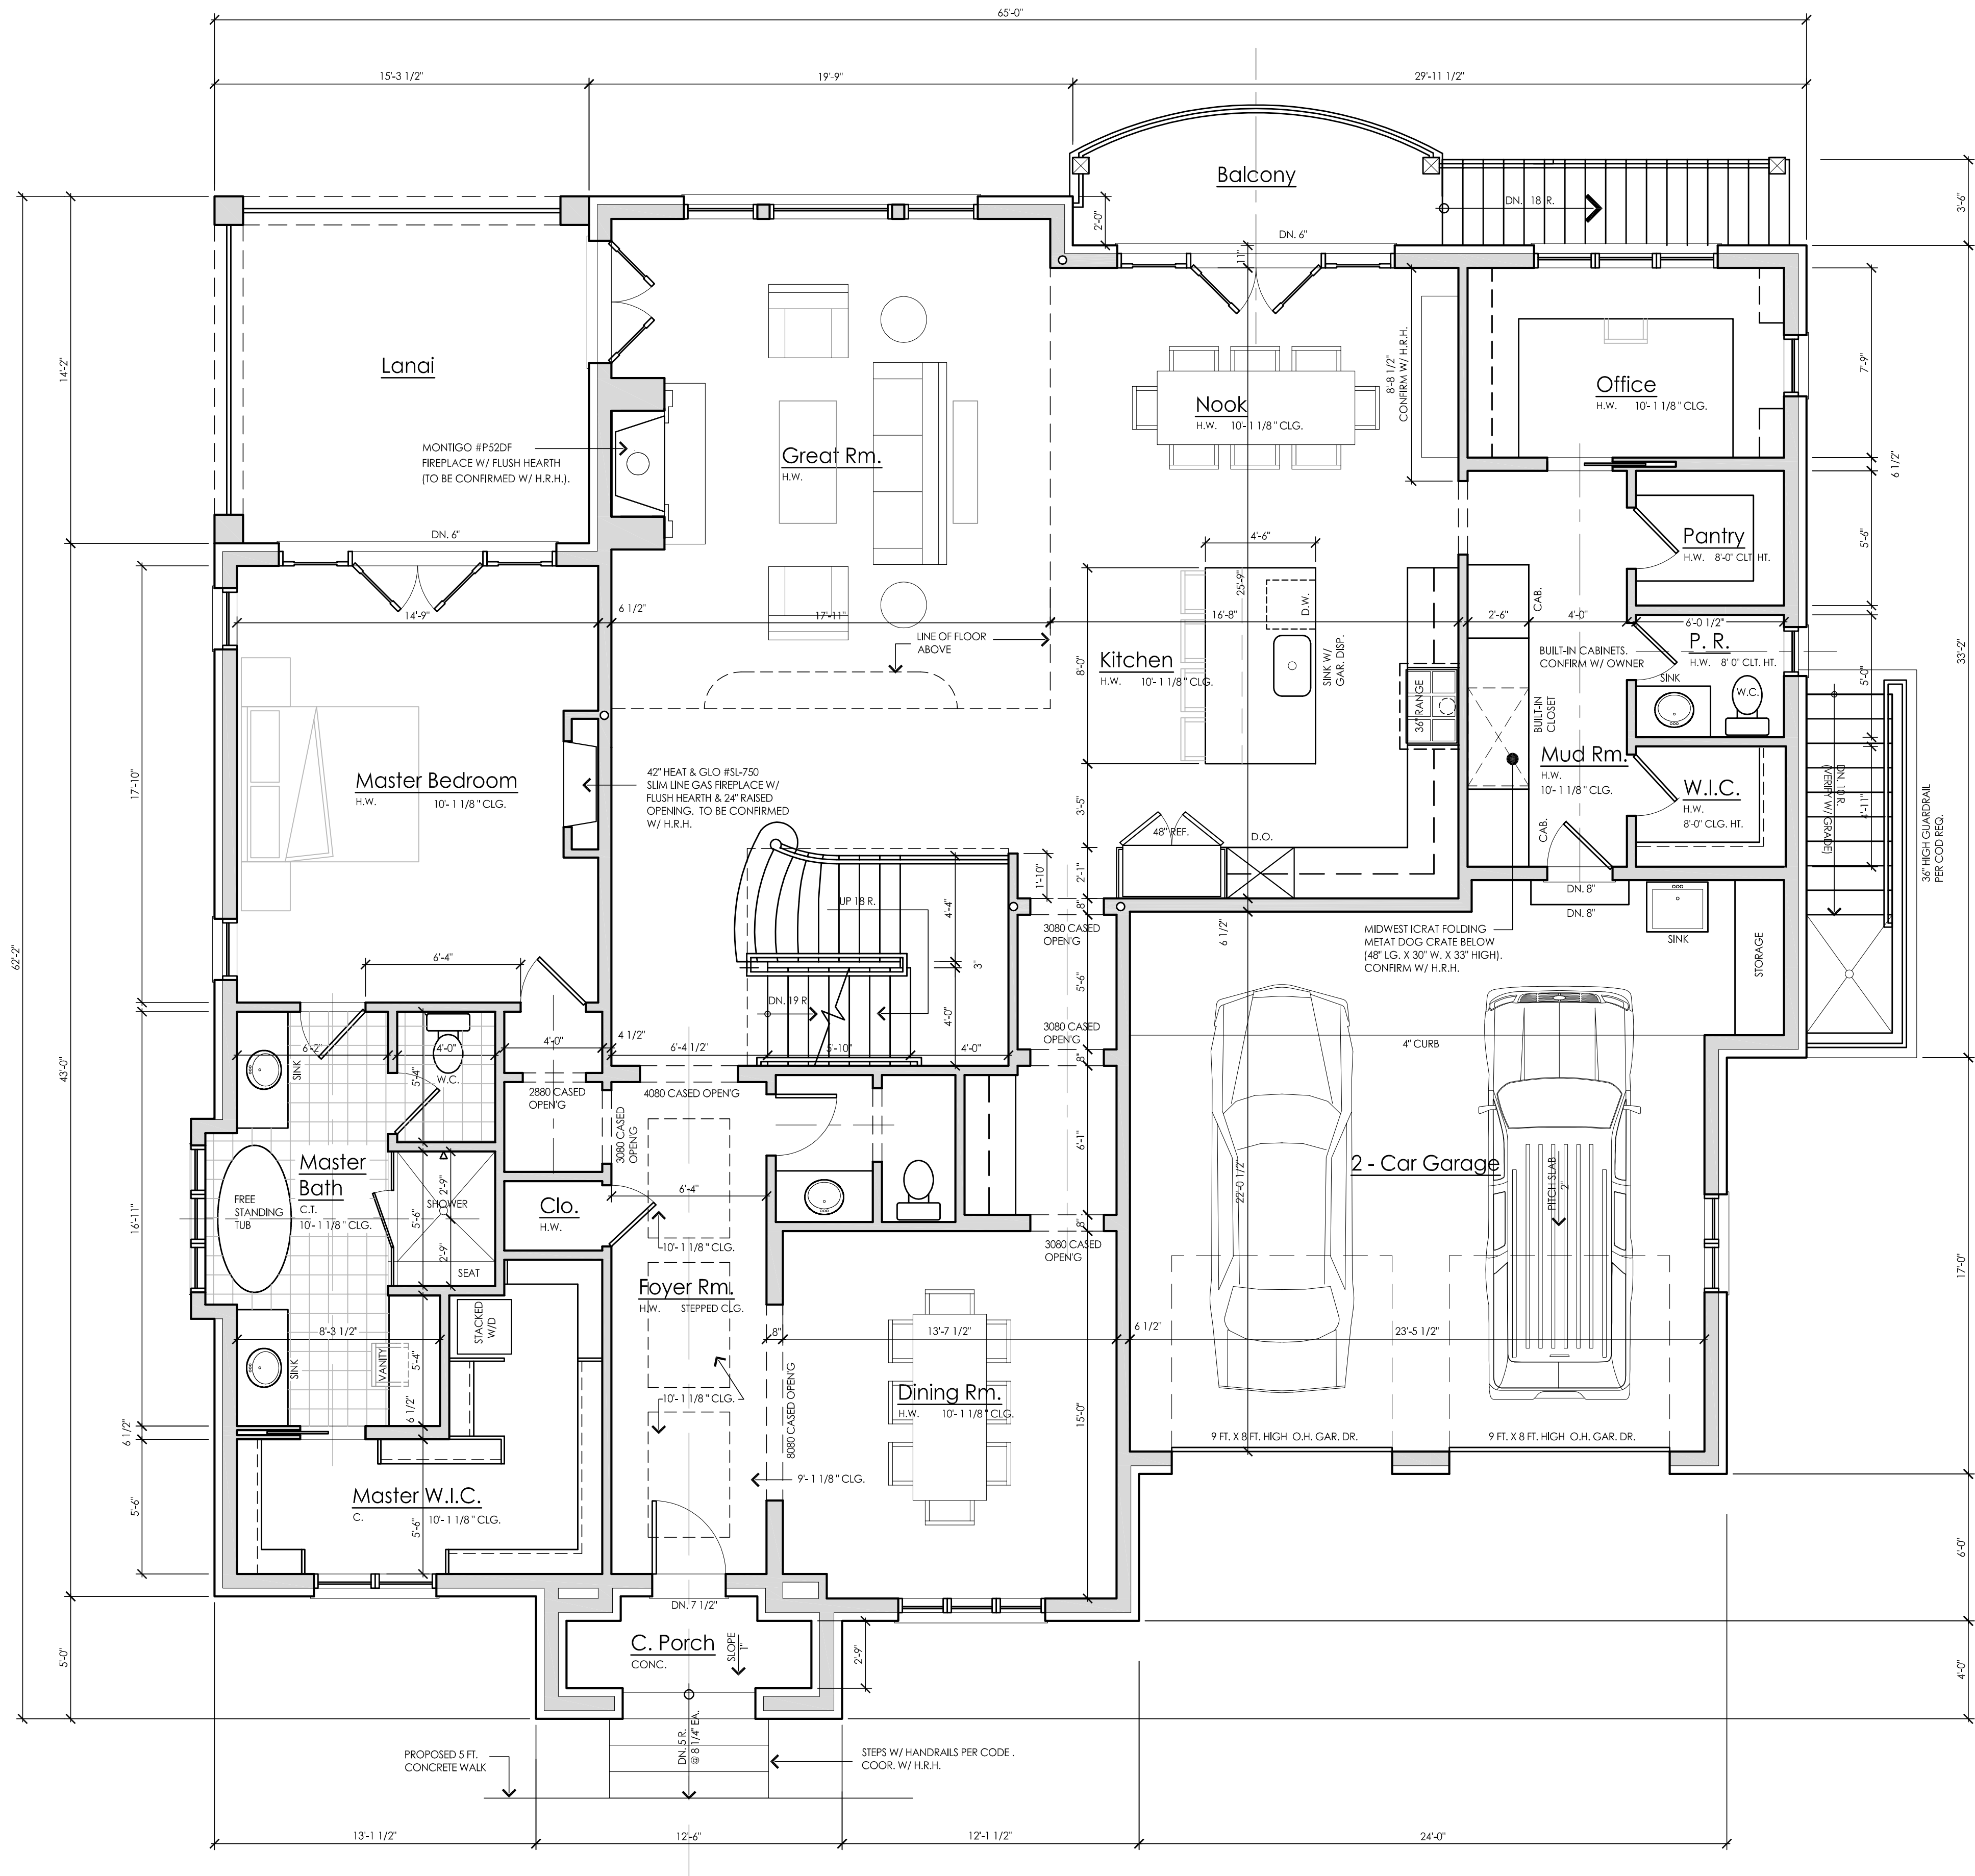 65'-0"
15'-3 1/2"
19'-9"
29'-11 1/2"
Balcony
DN. 18 R.
DN. 6"
2'-0"
11"
3'-6"
Lanai
14'-2"
MONTIGO #P52DF
FIREPLACE W/ FLUSH HEARTH
(TO BE CONFIRMED W/ H.R.H.).
DN. 6"
Great Rm.
H.W.
Nook
H.W. 10'- 1 1/8 " CLG.
8'-8 1/2"
CONFIRM W/ H.R.H.
Office
H.W. 10'- 1 1/8 " CLG.
7'-9"
6 1/2"
Pantry
H.W. 8'-0" CLT. HT.
5'-6"
4'-6"
25'-9"
D.W.
14'-9"
6 1/2"
17'-11"
16'-8"
2'-6"
CAB.
4'-0"
6'-0 1/2"
LINE OF FLOOR
ABOVE
Kitchen
H.W. 10'- 1 1/8 " CLG.
8'-0"
SINK W/
GAR. DISP.
36" RANGE
BUILT-IN CABINETS.
CONFIRM W/ OWNER
BUILT-IN
CLOSET
P. R.
H.W. 8'-0" CLT. HT.
SINK
W.C.
5'-0"
33'-2"
17'-10"
Master Bedroom
H.W. 10'- 1 1/8 " CLG.
42" HEAT & GLO #SL-750
SLIM LINE GAS FIREPLACE W/
FLUSH HEARTH & 24" RAISED
OPENING. TO BE CONFIRMED
W/ H.R.H.
Mud Rm.
H.W.
10'- 1 1/8 " CLG.
W.I.C.
H.W.
8'-0" CLG. HT.
4'-11"
DN. 10 R.
(VERIFY W/ GRADE)
36" HIGH GUARDRAIL
PER COD REQ.
3'-5"
48" REF.
D.O.
CAB.
2'-1"
1'-10"
8"
DN. 8"
DN. 8"
SINK
STORAGE
UP 18 R.
4'-4"
3"
3080 CASED
OPEN'G
6 1/2"
MIDWEST ICRAT FOLDING
METAT DOG CRATE BELOW
(48" LG. X 30" W. X 33" HIGH).
CONFIRM W/ H.R.H.
62'-2"
43'-0"
6'-4"
DN. 19 R
4'-0"
5'-6"
3080 CASED
OPEN'G
4" CURB
6'-2"
SINK
4'-0"
W.C.
5'-4"
4'-0"
4 1/2"
6'-4 1/2"
5'-10"
4'-0"
8"
2880 CASED
OPEN'G
4080 CASED OPEN'G
3080 CASED
OPEN'G
6'-1"
Master
Bath
C.T.
10'- 1 1/8 " CLG.
FREE
STANDING
TUB
16'-11"
2'-9"
SHOWER
5'-6"
2'-9"
SEAT
Clo.
H.W.
6'-4"
10'- 1 1/8 " CLG.
8"
3080 CASED
OPEN'G
2 - Car Garage
22'-0 1/2"
PITCH SLAB
2"
17'-0"
Foyer Rm.
H.W. STEPPED CLG.
8'-3 1/2"
SINK
VANITY
5'-4"
6 1/2"
STACKED
W/D
8"
13'-7 1/2"
6 1/2"
23'-5 1/2"
10'- 1 1/8 " CLG.
8080 CASED OPEN'G
Dining Rm.
H.W. 10'- 1 1/8 " CLG.
15'-0"
9 FT. X 8 FT. HIGH O.H. GAR. DR.
9 FT. X 8 FT. HIGH O.H. GAR. DR.
6 1/2"
9'- 1 1/8 " CLG.
Master W.I.C.
C. 10'- 1 1/8 " CLG.
5'-6"
5'-6"
6'-0"
DN. 7 1/2"
C. Porch
CONC.
SLOPE
1"
2'-9"
5'-0"
4'-0"
PROPOSED 5 FT.
CONCRETE WALK
DN. 5 R.
@ 8 1/4" EA.
STEPS W/ HANDRAILS PER CODE .
COOR. W/ H.R.H.
13'-1 1/2"
12'-6"
12'-1 1/2"
24'-0"